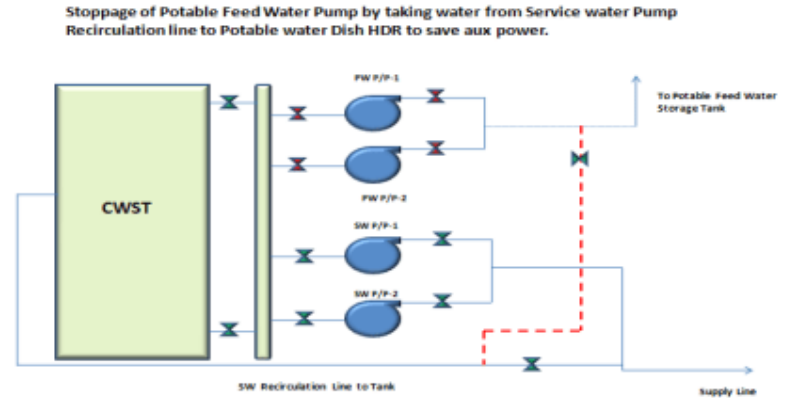 Stoppage of Potable Feed Water Pump by taking water from Service water Pump
Recirculation line to Potable water Dish HDR to save aux power.
PW P/P-1
To Potable Feed Water
Storage Tank
CWST
PW P/P-2
SW P/P-1
SW P/P-2
SW Recirculation Line to Tank
Supply Line